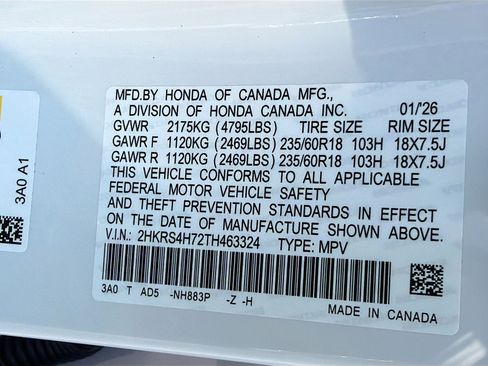 MFD.BY HONDA OF CANADA MFG.,
A DIVISION OF HONDA CANADA INC. 01/26
GVWR 2175KG (4795LBS) TIRE SIZE RIM SIZE
GAWR F 1120KG (2469LBS) 235/60R18 103H 18X7.5J
GAWR R 1120KG (2469LBS) 235/60R18 103H 18X7.5J
THIS VEHICLE CONFORMS TO ALL APPLICABLE
FEDERAL MOTOR VEHICLE SAFETY
AND THEFT PREVENTION STANDARDS IN EFFECT
ON THE DATE OF MANUFACTURE SHOWN ABOVE.
V.I.N.: 2HKRS4H72TH463324 TYPE: MPV
3A0 T AD5 -NH883P -Z -H
MADE IN CANADA
3A0 A1